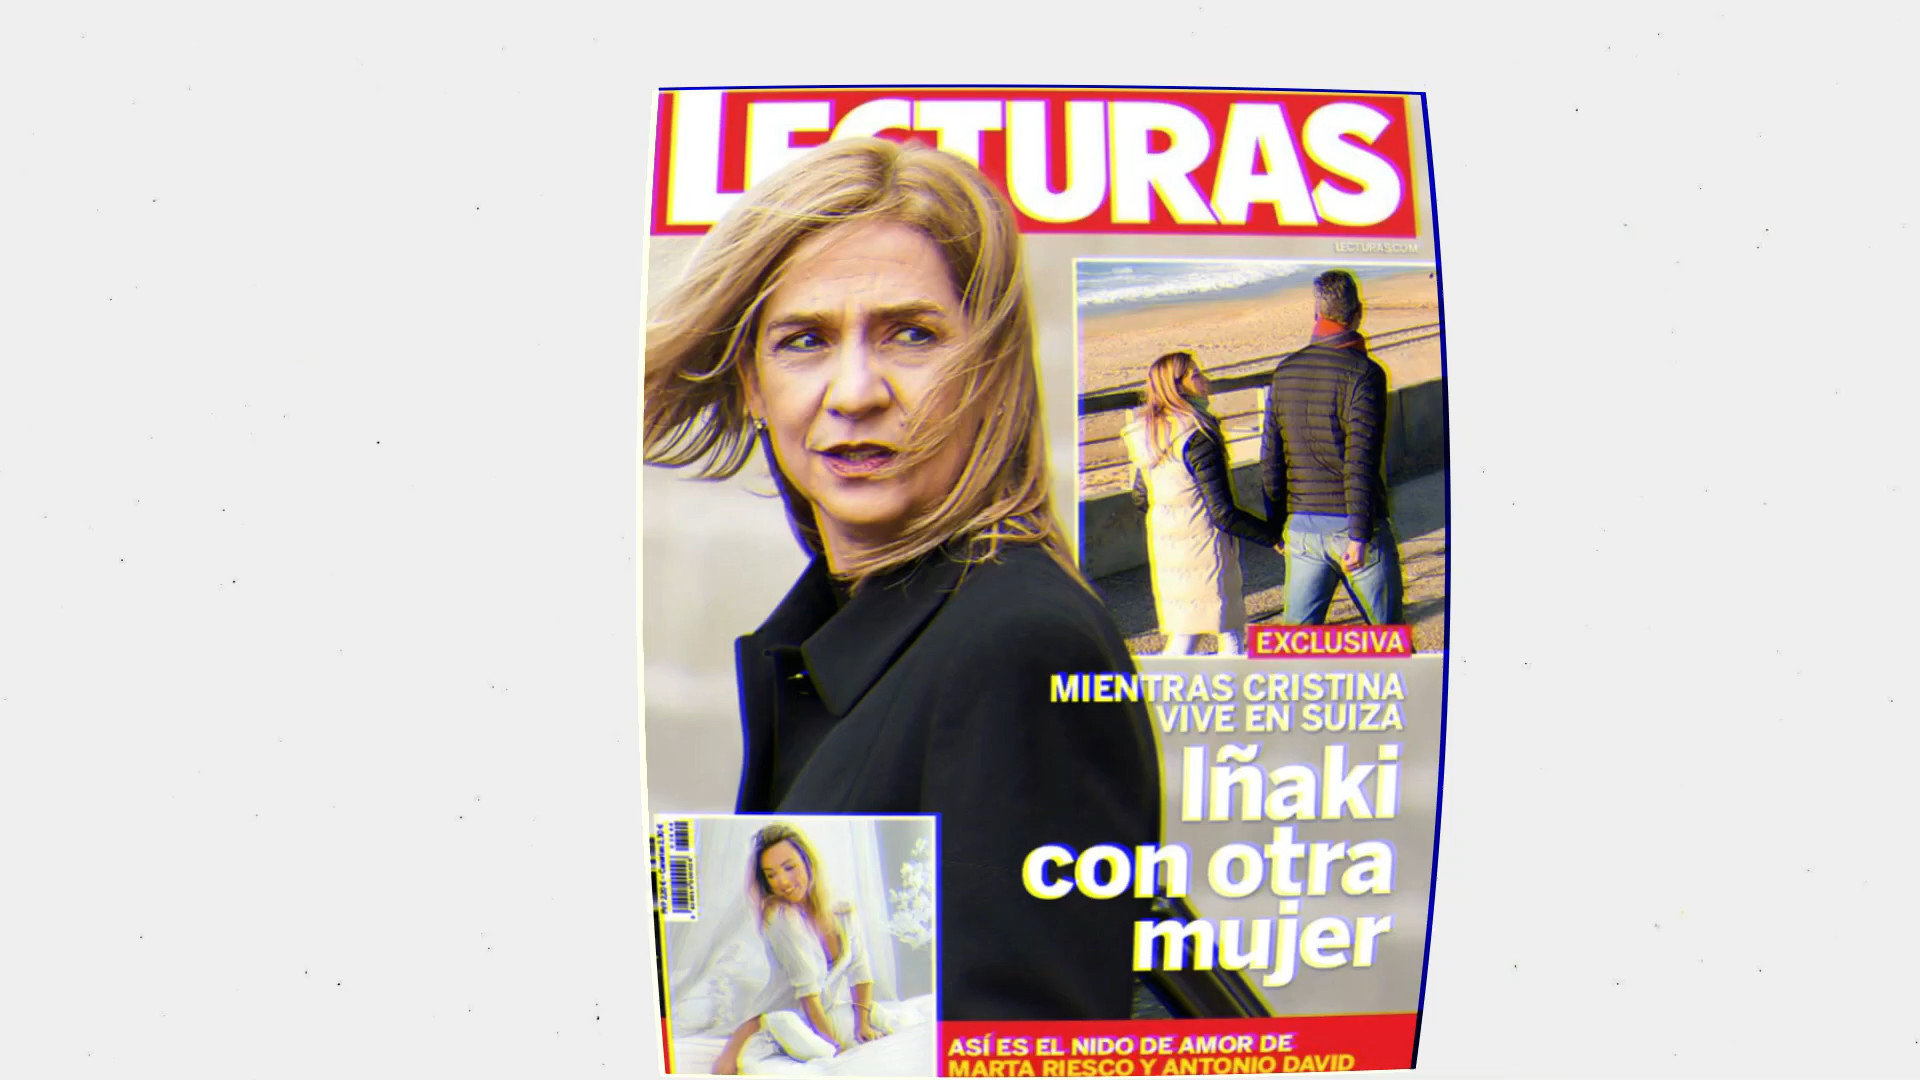 LECTURAS
LECTURAS.COM
EXCLUSIVA
MIENTRAS CRISTINA
VIVE EN SUIZA
Iñaki
con otra
mujer
ASÍ ES EL NIDO DE AMOR DE
MARTA RIESCO Y ANTONIO DAVID